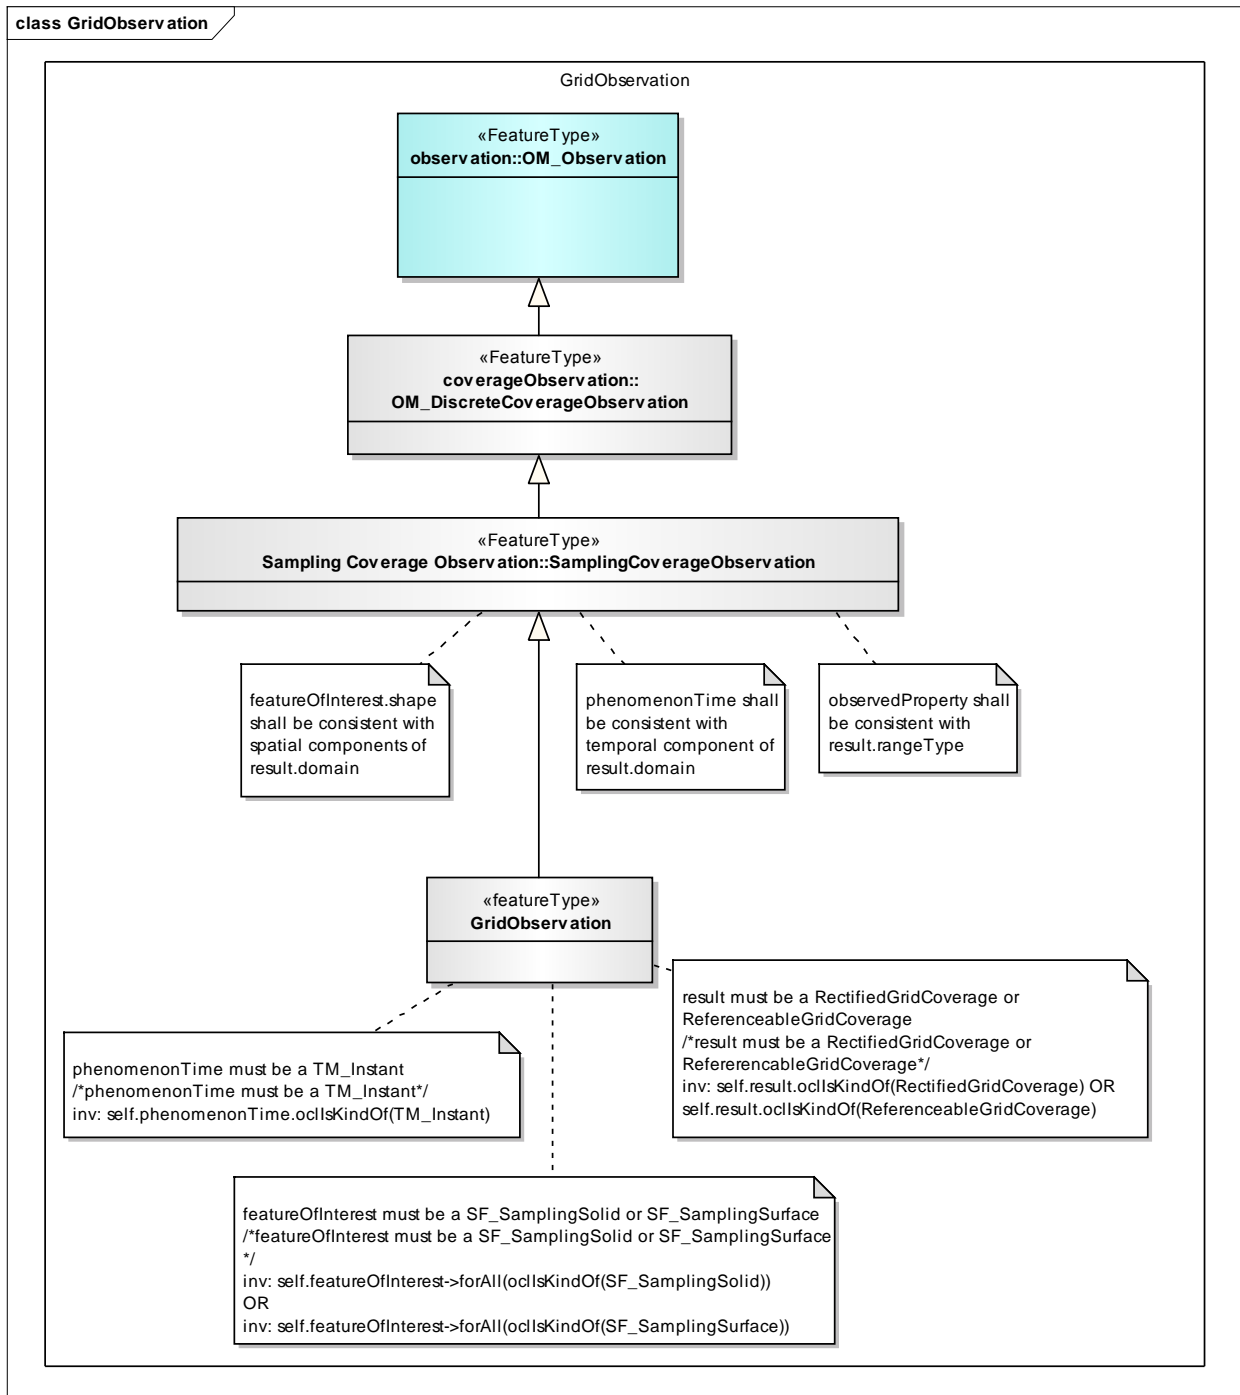 class GridObservation
GridObservation
«FeatureType»
observation::OM_Observation
«FeatureType»
coverageObservation::
OM_DiscreteCoverageObservation
«FeatureType»
Sampling Coverage Observation::SamplingCoverageObservation
featureOfInterest.shape
shall be consistent with
spatial components of
result.domain
phenomenonTime shall
be consistent with
temporal component of
result.domain
observedProperty shall
be consistent with
result.rangeType
«featureType»
GridObservation
result must be a RectifiedGridCoverage or
ReferenceableGridCoverage
/*result must be a RectifiedGridCoverage or
RefererencableGridCoverage*/
inv: self.result.oclIsKindOf(RectifiedGridCoverage) OR
self.result.oclIsKindOf(ReferenceableGridCoverage)
phenomenonTime must be a TM_Instant
/*phenomenonTime must be a TM_Instant*/
inv: self.phenomenonTime.oclIsKindOf(TM_Instant)
featureOfInterest must be a SF_SamplingSolid or SF_SamplingSurface
/*featureOfInterest must be a SF_SamplingSolid or SF_SamplingSurface
*/
inv: self.featureOfInterest->forAll(oclIsKindOf(SF_SamplingSolid))
OR
inv: self.featureOfInterest->forAll(oclIsKindOf(SF_SamplingSurface))